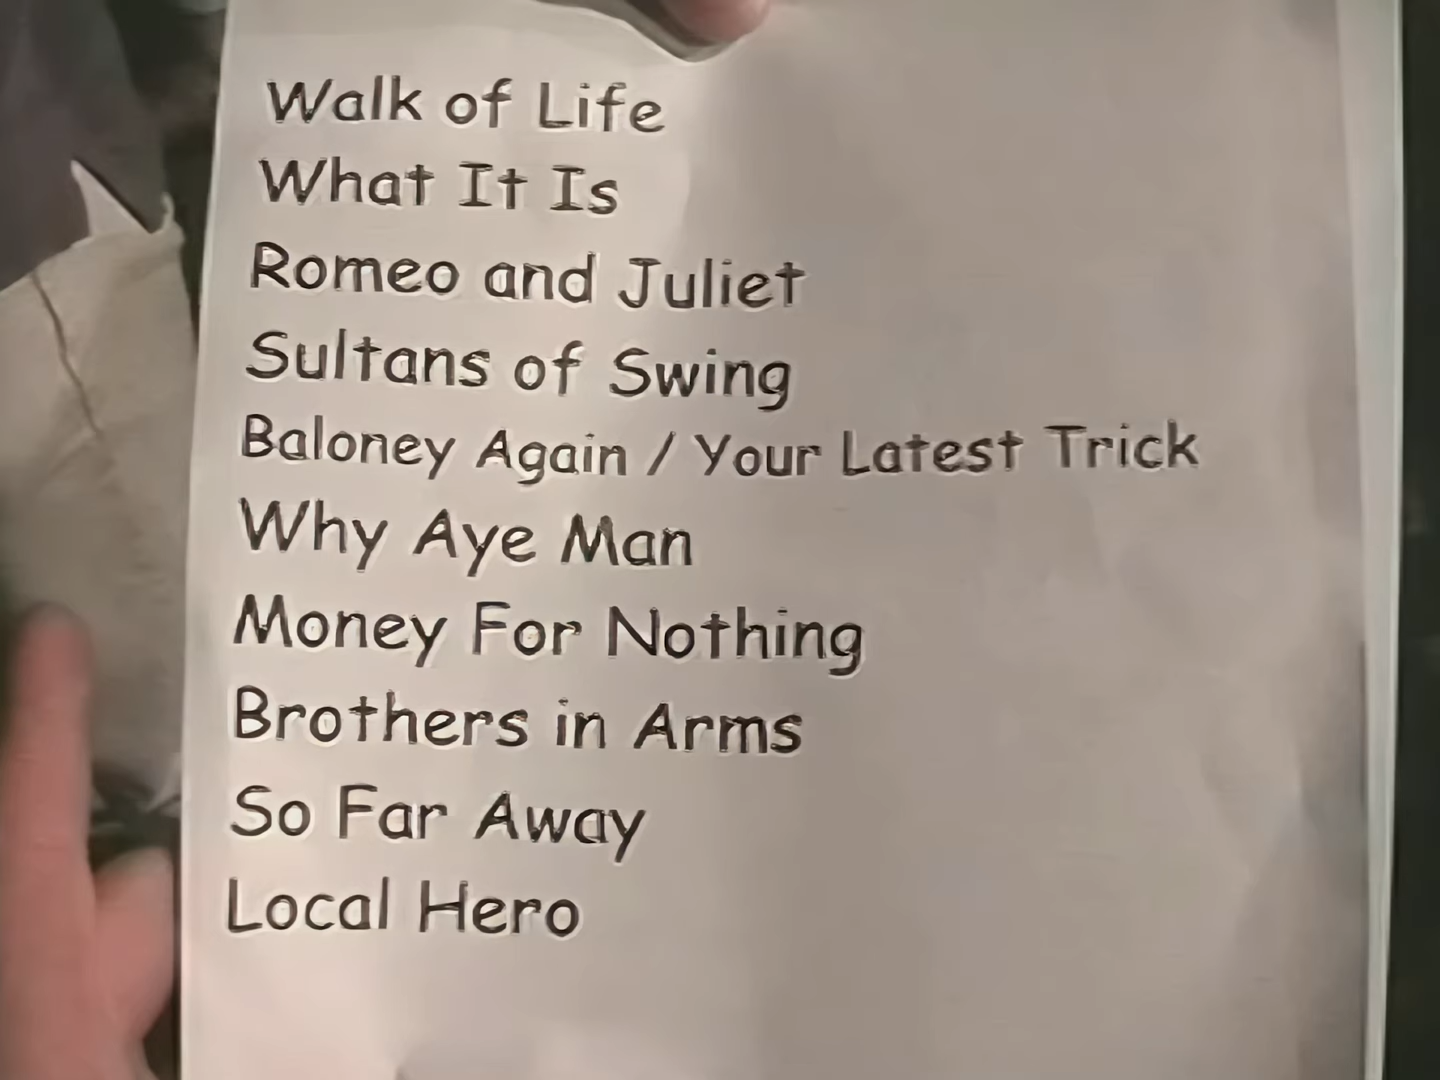 Walk of Life
What It Is
Romeo and Juliet
Sultans of Swing
Baloney Again / Your Latest Trick
Why Aye Man
Money For Nothing
Brothers in Arms
So Far Away
Local Hero